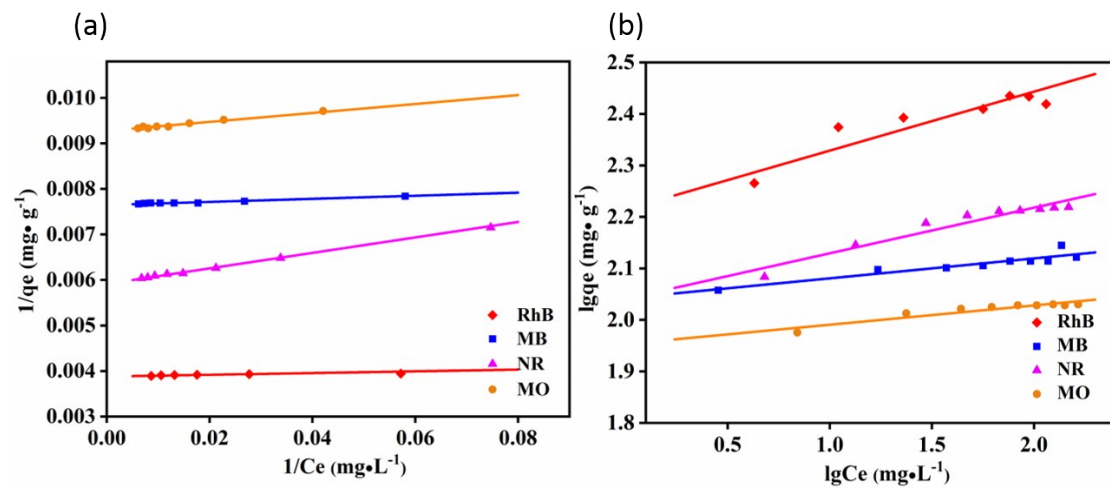 (a)
1/qe (mg• g⁻¹)
0.010
0.009
0.008
0.007
0.006
0.005
0.004
0.003
0.00
0.02
0.04
0.06
0.08
1/Ce (mg•L⁻¹)
RhB
MB
NR
MO
(b)
lgqe (mg• g⁻¹)
2.5
2.4
2.3
2.2
2.1
2.0
1.9
1.8
0.5
1.0
1.5
2.0
lgCe (mg•L⁻¹)
RhB
MB
NR
MO